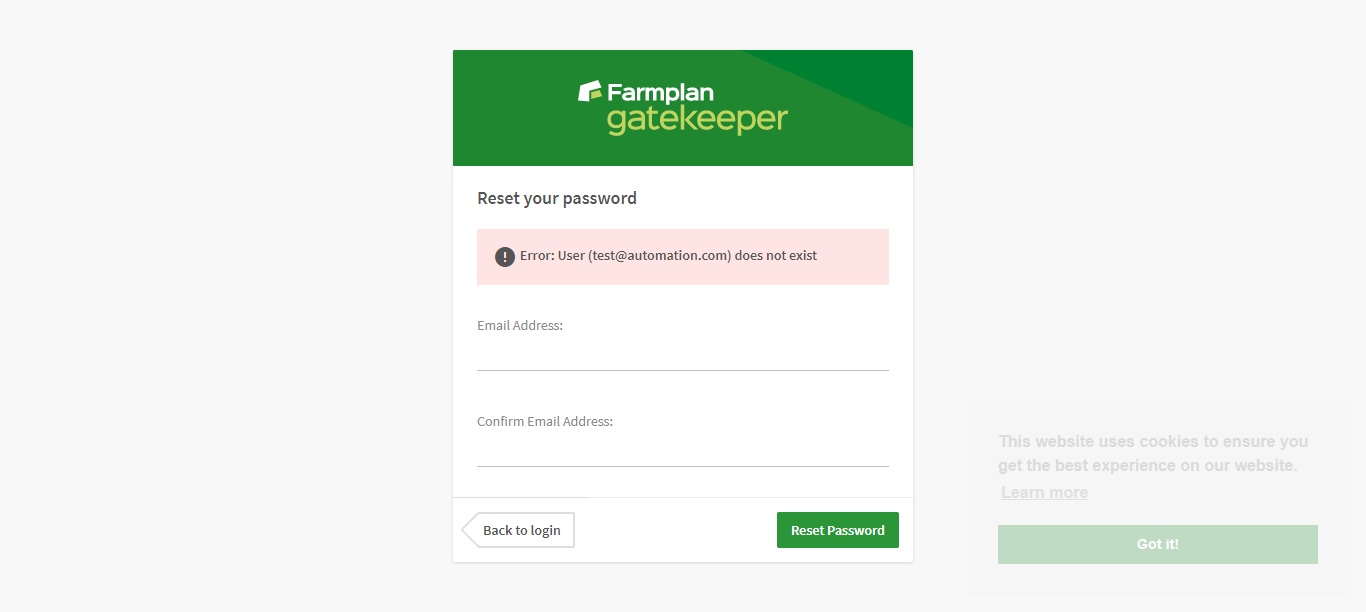 Farmplan
gatekeeper
Reset your password
! Error: User (test@automation.com) does not exist
Email Address:
Confirm Email Address:
Back to login
Reset Password
This website uses cookies to ensure you
get the best experience on our website.
Learn more
Got it!